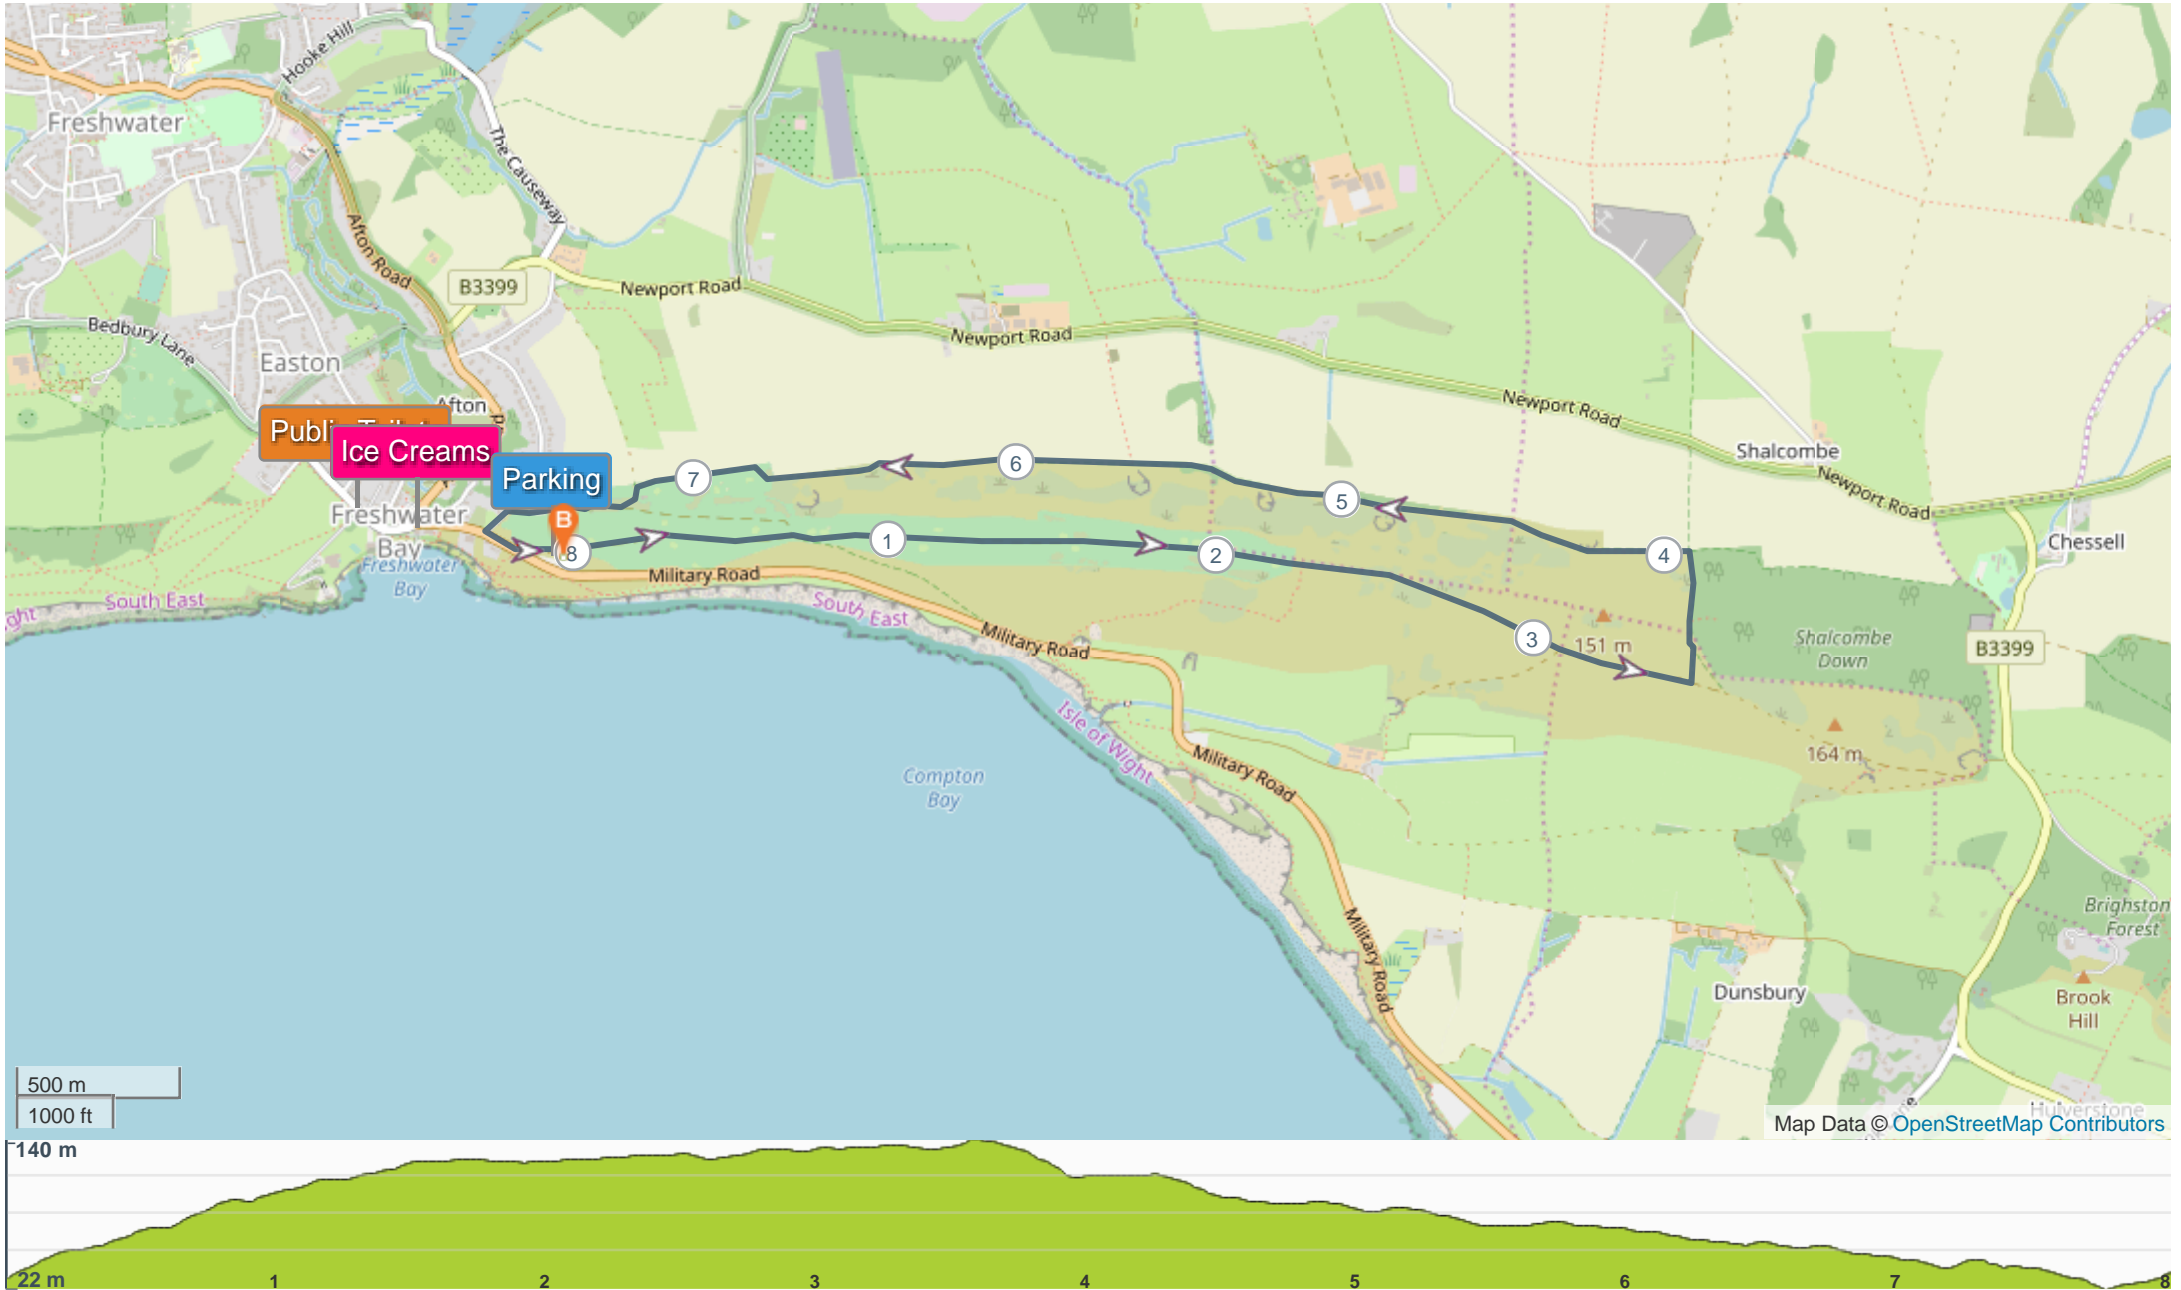 Hooke Hill
Freshwater
The Causeway
Afton Road
B3399
Newport Road
Newport Road
Bedbury Lane
Easton
Afton
Newport Road
Newport Road
Shalcombe
Public Toilets
Ice Creams
Parking
B
Freshwater
Bay
Freshwater
Bay
8
7
6
5
4
1
2
3
Chessell
Military Road
South East
South East
Military Road
151 m
Shalcombe
Down
B3399
164 m
Isle of Wight
Military Road
Compton
Bay
Military Road
Brighston
Forest
Dunsbury
Brook
Hill
Hulverstone
500 m
1000 ft
Map Data © OpenStreetMap Contributors
140 m
22 m
1 2 3 4 5 6 7 8